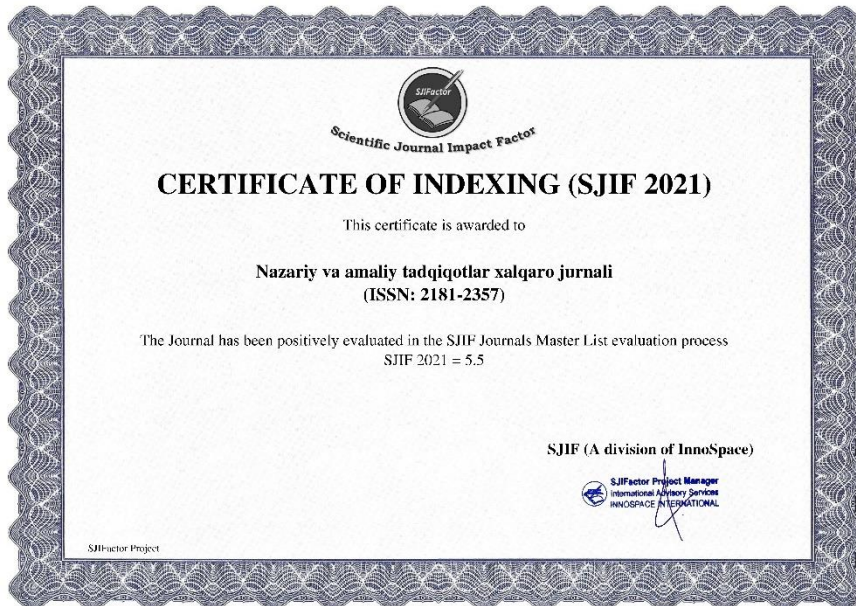 SJIFactor
Scientific Journal Impact Factor
CERTIFICATE OF INDEXING (SJIF 2021)
This certificate is awarded to
Nazariy va amaliy tadqiqotlar xalqaro jurnali
(ISSN: 2181-2357)
The Journal has been positively evaluated in the SJIF Journals Master List evaluation process
SJIF 2021 = 5.5
SJIF (A division of InnoSpace)
SJIFactor Project Manager
International Advisory Services
INNOSPACE INTERNATIONAL
SJIFactor Project